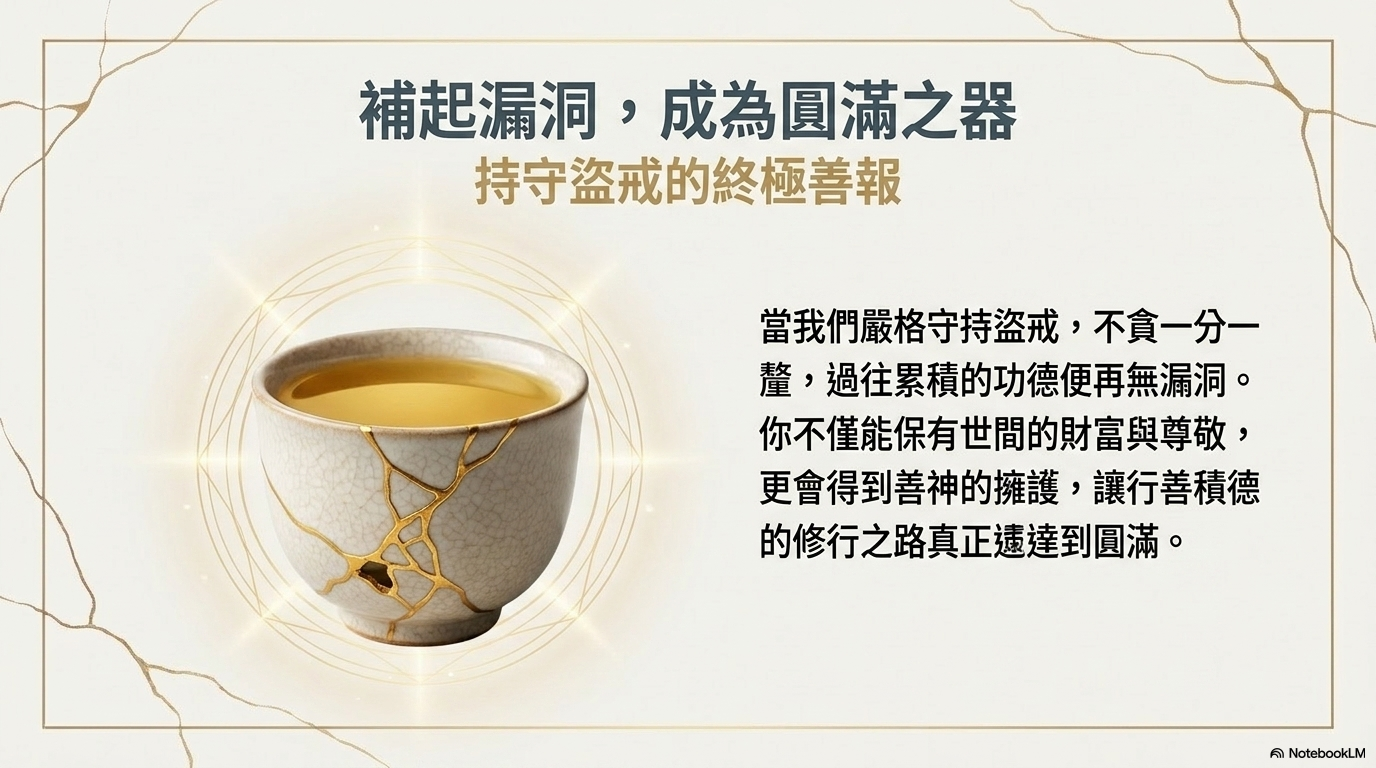 補起漏洞，成為圓滿之器
持守盜戒的終極善報
當我們嚴格守持盜戒，不貪一分一
釐，過往累積的功德便再無漏洞。
你不僅能保有世間的財富與尊敬，
更會得到善神的擁護，讓行善積德
的修行之路真正達到圓滿。
NotebookLM